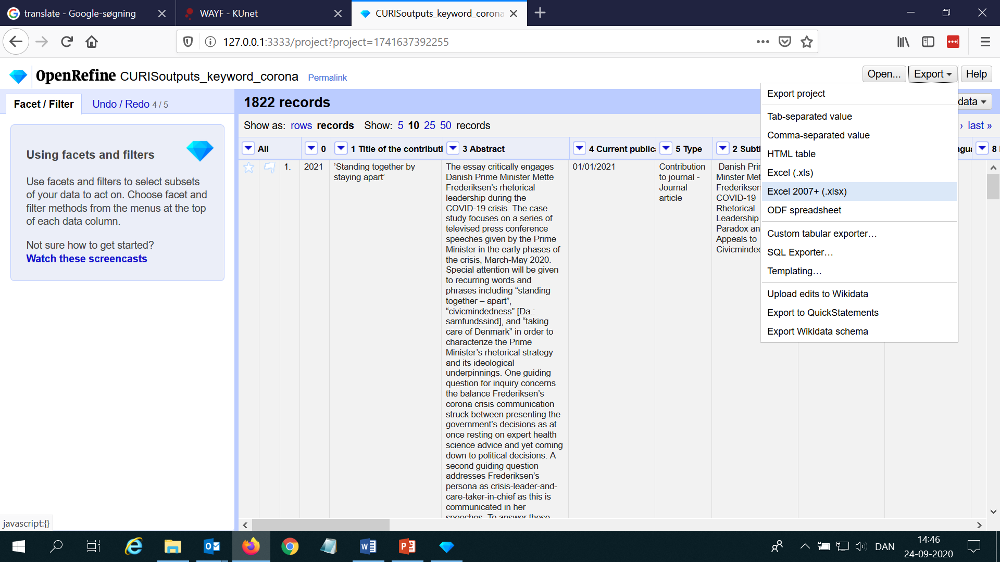 translate - Google-søgning
WAYF - KUnet
CURISoutputs_keyword_corona
127.0.0.1:3333/project?project=1741637392255
OpenRefine CURISoutputs_keyword_corona Permalink
Open... Export Help
Facet / Filter Undo / Redo 4 / 5
Using facets and filters
Use facets and filters to select subsets
of your data to act on. Choose facet and
filter methods from the menus at the top
of each data column.
Not sure how to get started?
Watch these screencasts
1822 records
data
Show as: rows records Show: 5 10 25 50 records
› last »
All 0 1 Title of the contributi 3 Abstract 4 Current public 5 Type 2 Subti 8
1. 2021
’Standing together by
staying apart’
The essay critically engages
Danish Prime Minister Mette
Frederiksen’s rhetorical
leadership during the
COVID-19 crisis. The case
study focuses on a series of
televised press conference
speeches given by the Prime
Minister in the early phases of
the crisis, March-May 2020.
Special attention will be given
to recurring words and
phrases including “standing
together – apart”,
“civicmindedness” [Da.:
samfundssind], and “taking
care of Denmark” in order to
characterize the Prime
Minister’s rhetorical strategy
and its ideological
underpinnings. One guiding
question for inquiry concerns
the balance Frederiksen’s
corona crisis communication
struck between presenting the
government’s decisions as at
once resting on expert health
science advice and yet coming
down to political decisions. A
second guiding question
addresses Frederiksen’s
persona as crisis-leader-and-
care-taker-in-chief as this is
communicated in her
speeches. To answer these
01/01/2021
Contribution
to journal -
Journal
article
Danish Pri
Minster Met
Frederiksen
COVID-19
Rhetorical
Leadership
Paradox an
Appeals to
Civicminded
Export project
Tab-separated value
Comma-separated value
HTML table
Excel (.xls)
Excel 2007+ (.xlsx)
ODF spreadsheet
Custom tabular exporter…
SQL Exporter…
Templating…
Upload edits to Wikidata
Export to QuickStatements
Export Wikidata schema
javascript:{}
DAN
14:46
24-09-2020